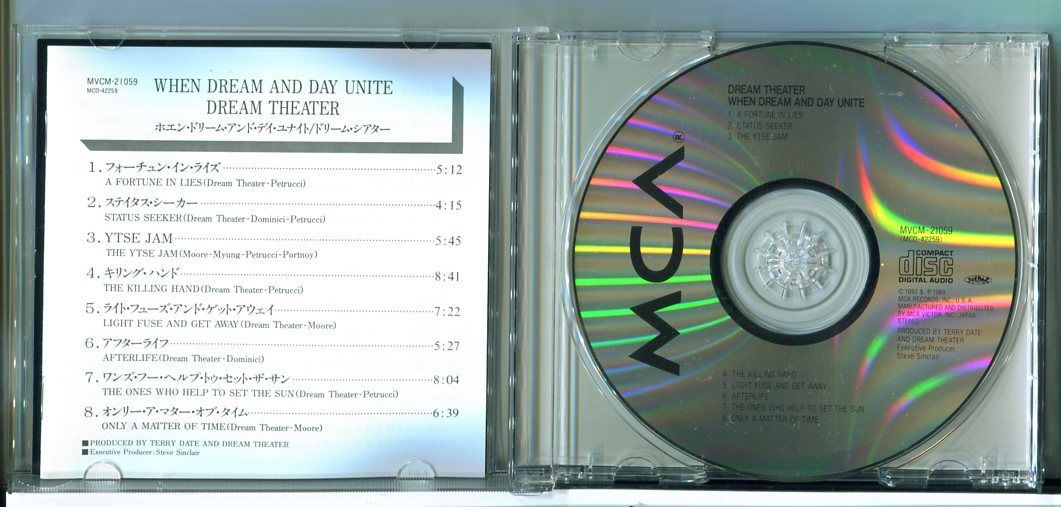 MVCM-21059
MCD-42259
WHEN DREAM AND DAY UNITE
DREAM THEATER
ホエン・ドリーム・アンド・デイ・ユナイト/ドリーム・シアター
1. フォーチュン・イン・ライズ 5:12
A FORTUNE IN LIES(Dream Theater-Petrucci)
2. ステイタス・シーカー 4:15
STATUS SEEKER(Dream Theater-Dominici-Petrucci)
3. YTSE JAM 5:45
THE YTSE JAM(Moore-Myung-Petrucci-Portnoy)
4. キリング・ハンド 8:41
THE KILLING HAND(Dream Theater-Petrucci)
5. ライト・フューズ・アンド・ゲット・アウェイ 7:22
LIGHT FUSE AND GET AWAY(Dream Theater-Moore)
6. アフターライフ 5:27
AFTERLIFE(Dream Theater-Dominici)
7. ワンズ・フー・ヘルプ・トゥ・セット・ザ・サン 8:04
THE ONES WHO HELP TO SET THE SUN(Dream Theater-Petrucci)
8. オンリー・ア・マター・オブ・タイム 6:39
ONLY A MATTER OF TIME(Dream Theater-Moore)
■PRODUCED BY TERRY DATE AND DREAM THEATER
■Executive Producer:Steve Sinclair
DREAM THEATER
WHEN DREAM AND DAY UNITE
1. A FORTUNE IN LIES
2. STATUS SEEKER
3. THE YTSE JAM
MCA®
MVCM-21059
(MCD-42259)
COMPACT
disc
DIGITAL AUDIO
© 1992 & ℗ 1989
MCA RECORDS, INC., U.S.A.
MANUFACTURED AND DISTRIBUTED
BY MCA VICTOR, INC., JAPAN.
STEREO
PRODUCED BY TERRY DATE
AND DREAM THEATER
Executive Producer:
Steve Sinclair
4. THE KILLING HAND
5. LIGHT FUSE AND GET AWAY
6. AFTERLIFE
7. THE ONES WHO HELP TO SET THE SUN
8. ONLY A MATTER OF TIME